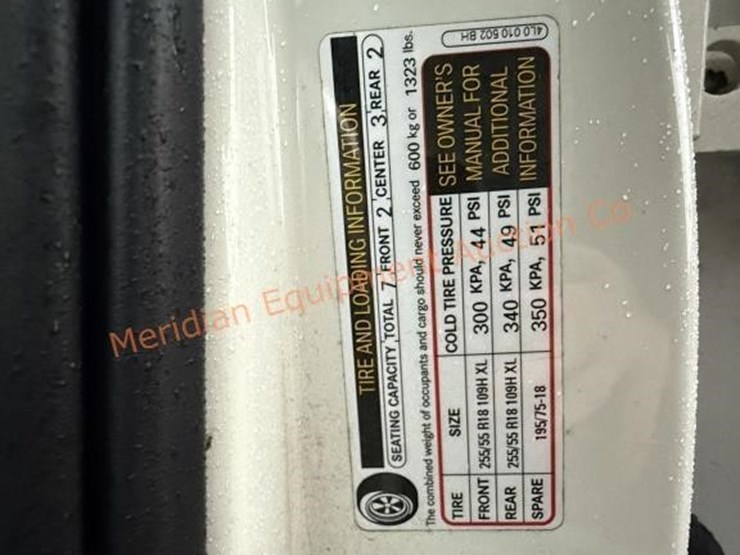 TIRE AND LOADING INFORMATION
SEATING CAPACITY TOTAL 7 FRONT 2 CENTER 3 REAR 2
The combined weight of occupants and cargo should never exceed 600 kg or 1323 lbs.
TIRE SIZE COLD TIRE PRESSURE SEE OWNER'S
FRONT 255/55 R18 109H XL 300 KPA, 44 PSI MANUAL FOR
REAR 255/55 R18 109H XL 340 KPA, 49 PSI ADDITIONAL
SPARE 195/75-18 350 KPA, 51 PSI INFORMATION
4L0 010 502 BH
Meridian Equipment Auction Co